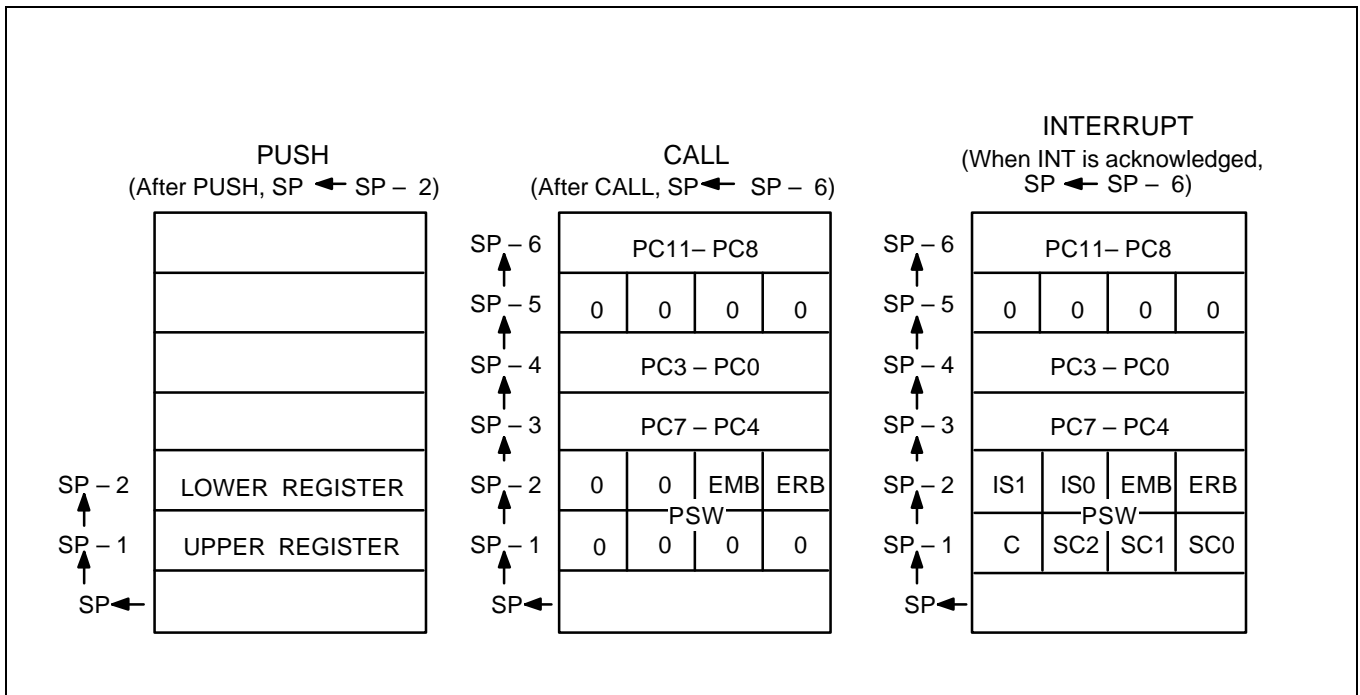 PUSH
(After PUSH, SP ← SP – 2)
SP – 2
LOWER REGISTER
SP – 1
UPPER REGISTER
SP
CALL
(After CALL, SP ← SP – 6)
SP – 6
PC11– PC8
SP – 5
0 0 0 0
SP – 4
PC3 – PC0
SP – 3
PC7 – PC4
SP – 2
0 0 EMB ERB
PSW
SP – 1
0 0 0 0
SP
INTERRUPT
(When INT is acknowledged,
SP ← SP – 6)
SP – 6
PC11– PC8
SP – 5
0 0 0 0
SP – 4
PC3 – PC0
SP – 3
PC7 – PC4
SP – 2
IS1 IS0 EMB ERB
PSW
SP – 1
C SC2 SC1 SC0
SP